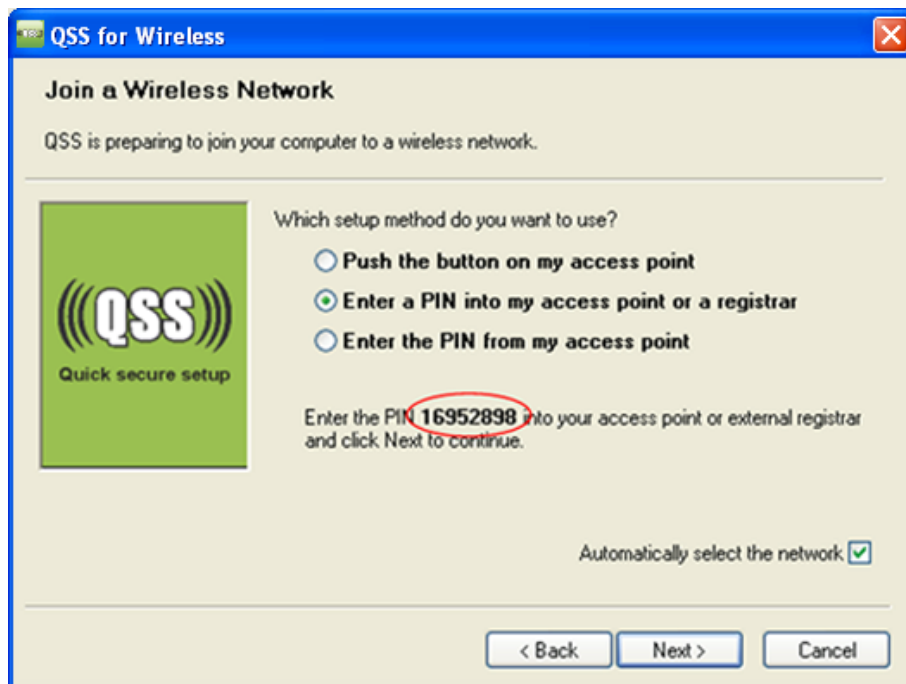 QSS for Wireless
Join a Wireless Network
QSS is preparing to join your computer to a wireless network.
Which setup method do you want to use?
Push the button on my access point
Enter a PIN into my access point or a registrar
Enter the PIN from my access point
(((QSS)))
Quick secure setup
Enter the PIN 16952898 into your access point or external registrar
and click Next to continue.
Automatically select the network
< Back
Next >
Cancel